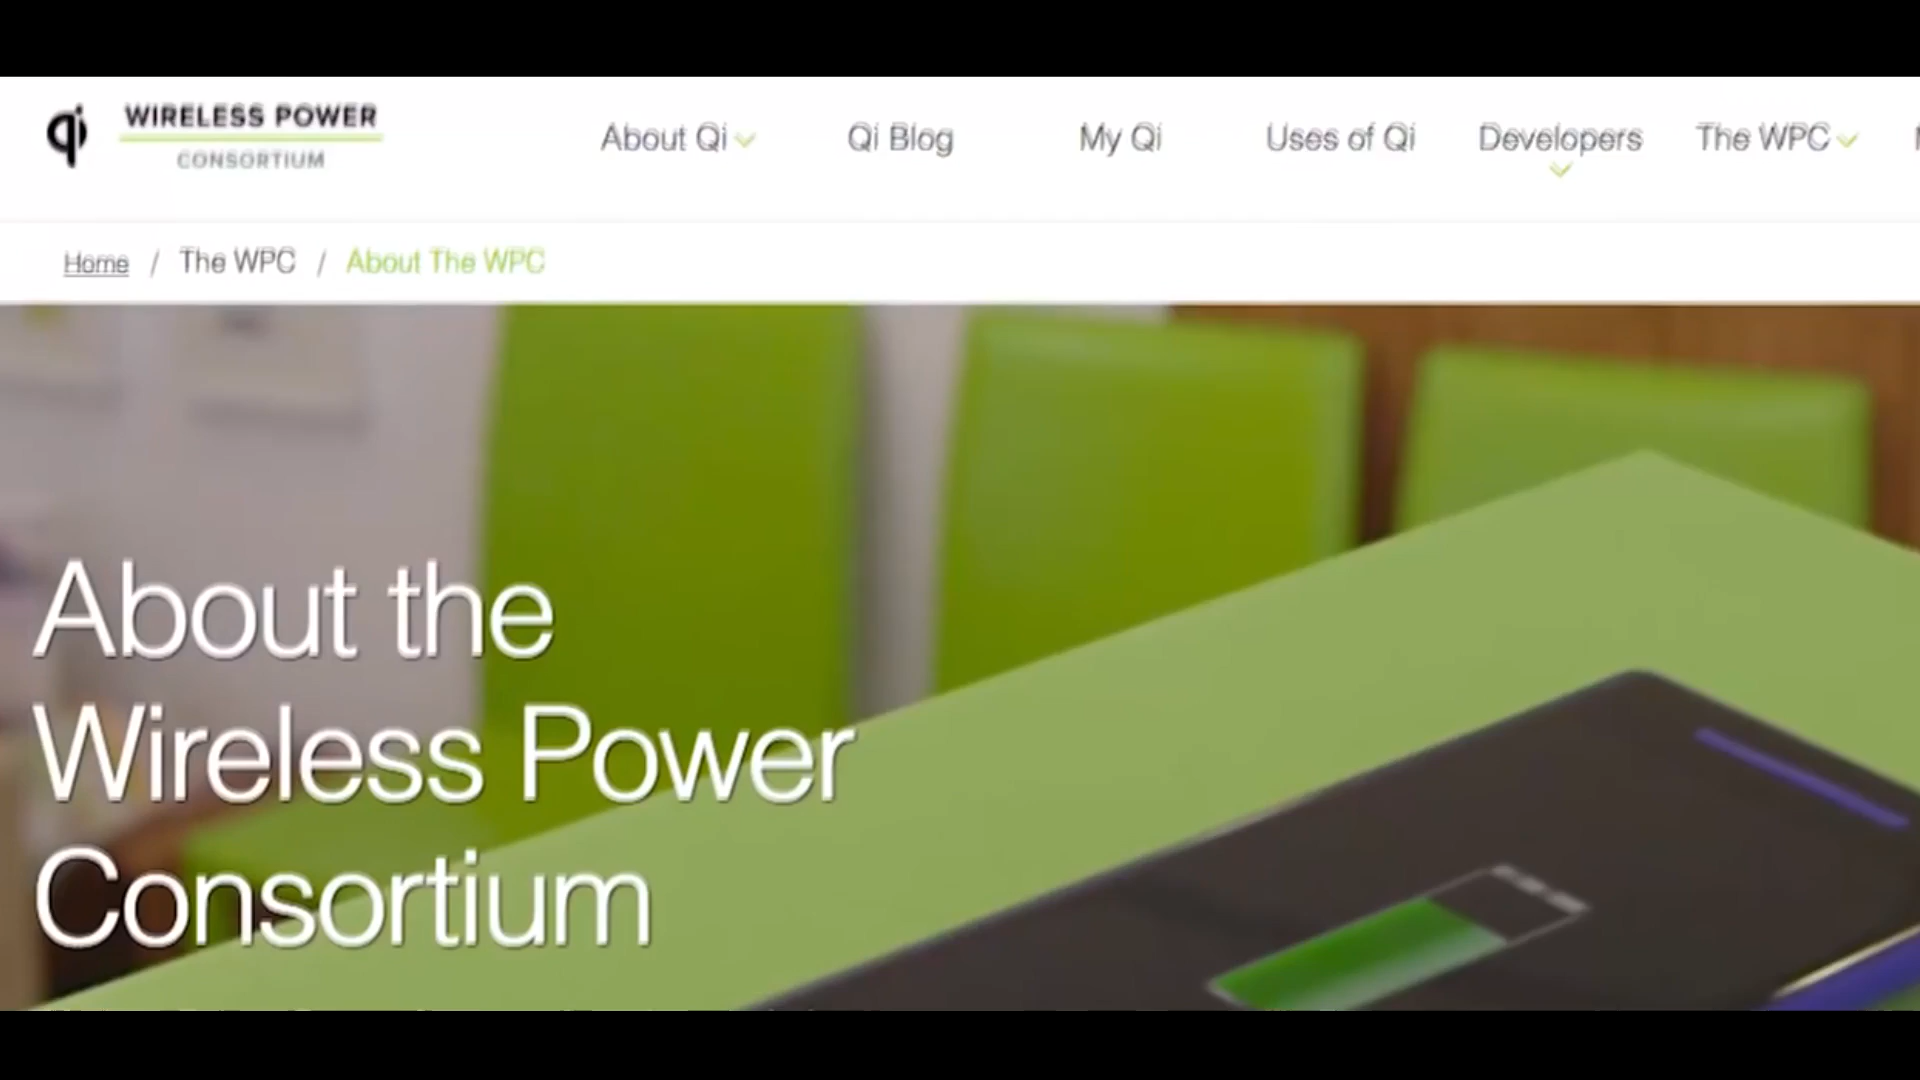 qi WIRELESS POWER
CONSORTIUM
About Qi Qi Blog My Qi Uses of Qi Developers The WPC
Home / The WPC / About The WPC
About the
Wireless Power
Consortium